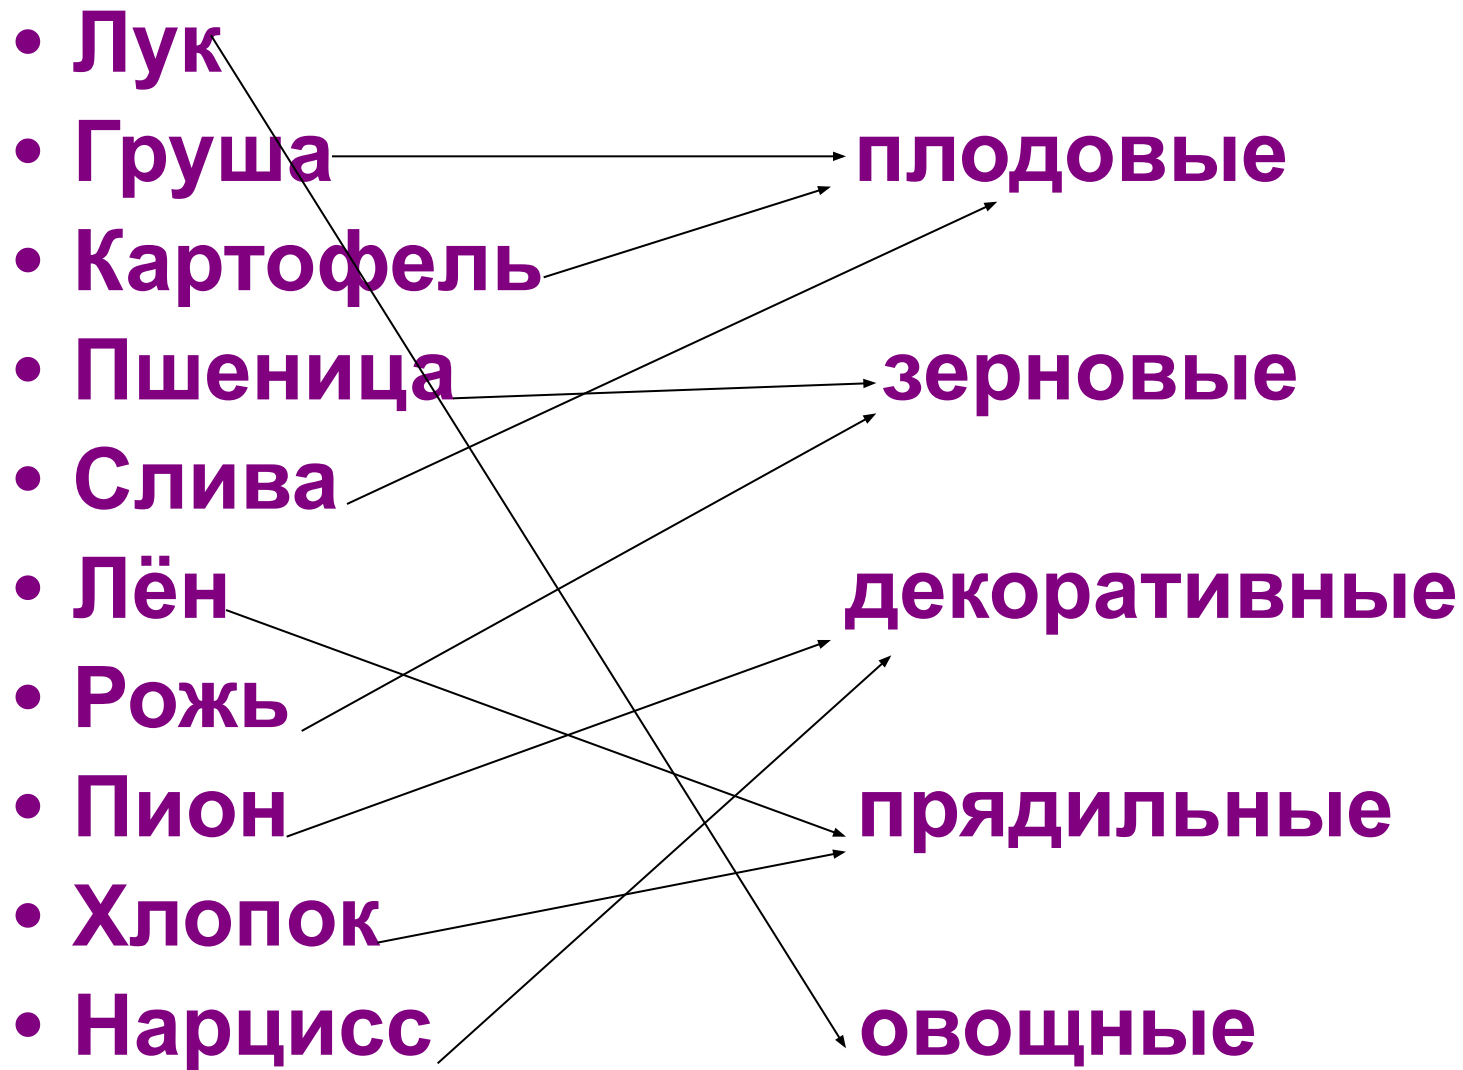 • Лук
• Груша плодовые
• Картофель
• Пшеница зерновые
• Слива
• Лён декоративные
• Рожь
• Пион прядильные
• Хлопок
• Нарцисс овощные